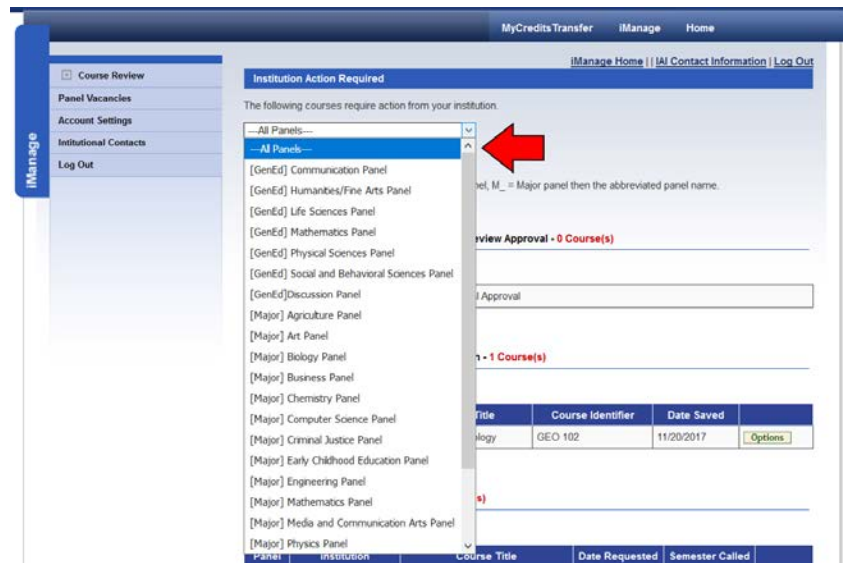 MyCreditsTransfer iManage Home
iManage Home | | IAI Contact Information | Log Out
iManage
Course Review
Panel Vacancies
Account Settings
Intitutional Contacts
Log Out
Institution Action Required
The following courses require action from your institution.
---All Panels---
---All Panels---
[GenEd] Communication Panel
[GenEd] Humanities/Fine Arts Panel
nel, M_ = Major panel then the abbreviated panel name.
[GenEd] Life Sciences Panel
[GenEd] Mathematics Panel
eview Approval - 0 Course(s)
[GenEd] Physical Sciences Panel
[GenEd] Social and Behavioral Sciences Panel
[GenEd]Discussion Panel
l Approval
[Major] Agriculture Panel
[Major] Art Panel
[Major] Biology Panel
n - 1 Course(s)
[Major] Business Panel
[Major] Chemistry Panel
[Major] Computer Science Panel
Title Course Identifier Date Saved
[Major] Criminal Justice Panel
ology GEO 102 11/20/2017 Options
[Major] Early Childhood Education Panel
[Major] Engineering Panel
[Major] Mathematics Panel
s)
[Major] Media and Communication Arts Panel
[Major] Physics Panel
Panel Institution Course Title Date Requested Semester Called